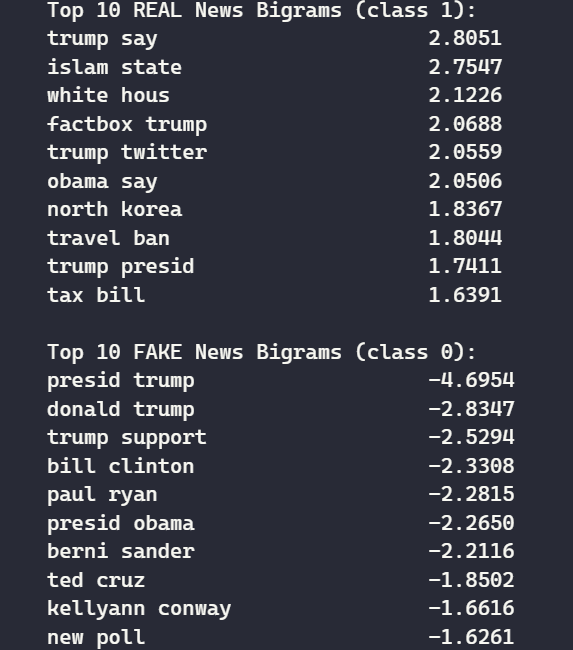 Top 10 REAL News Bigrams (class 1):
trump say 2.8051
islam state 2.7547
white hous 2.1226
factbox trump 2.0688
trump twitter 2.0559
obama say 2.0506
north korea 1.8367
travel ban 1.8044
trump presid 1.7411
tax bill 1.6391
Top 10 FAKE News Bigrams (class 0):
presid trump -4.6954
donald trump -2.8347
trump support -2.5294
bill clinton -2.3308
paul ryan -2.2815
presid obama -2.2650
berni sander -2.2116
ted cruz -1.8502
kellyann conway -1.6616
new poll -1.6261